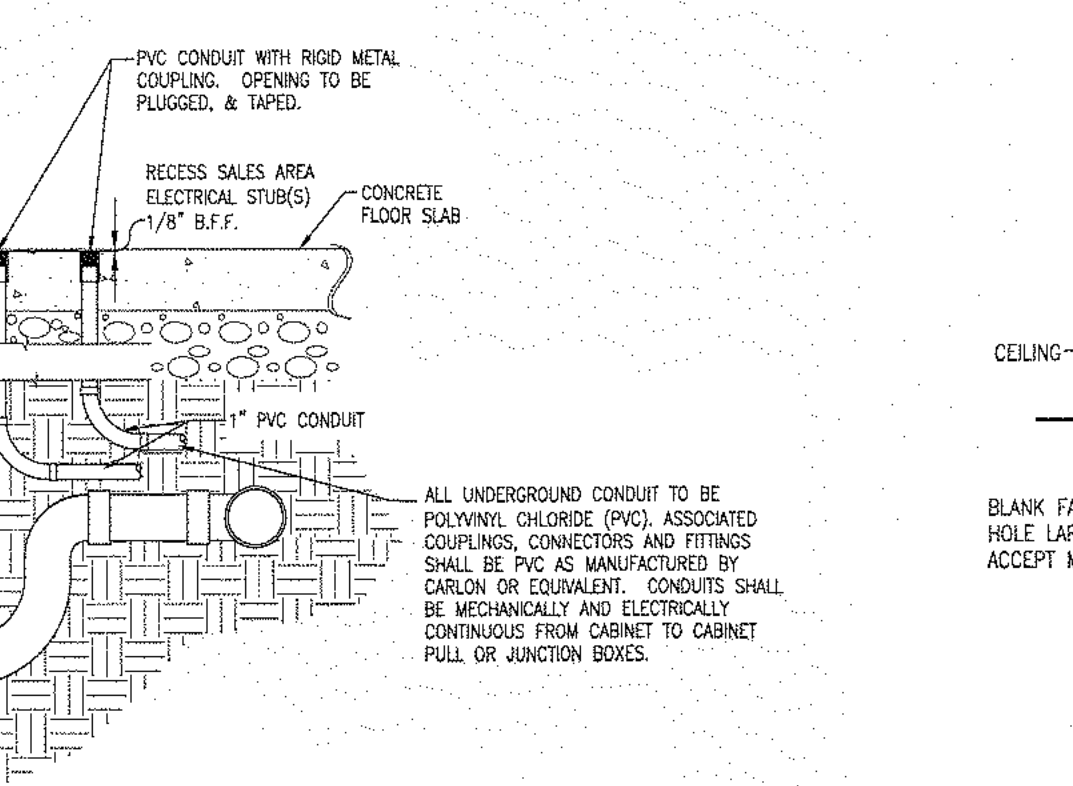 PVC CONDUIT WITH RIGID METAL
COUPLING. OPENING TO BE
PLUGGED, & TAPED.
RECESS SALES AREA
ELECTRICAL STUB(S)
1/8" B.F.F.
CONCRETE
FLOOR SLAB
1" PVC CONDUIT
ALL UNDERGROUND CONDUIT TO BE
POLYVINYL CHLORIDE (PVC). ASSOCIATED
COUPLINGS, CONNECTORS AND FITTINGS
SHALL BE PVC AS MANUFACTURED BY
CARLON OR EQUIVALENT. CONDUITS SHALL
BE MECHANICALLY AND ELECTRICALLY
CONTINUOUS FROM CABINET TO CABINET
PULL OR JUNCTION BOXES.
CEILING
BLANK FA
HOLE LAR
ACCEPT M